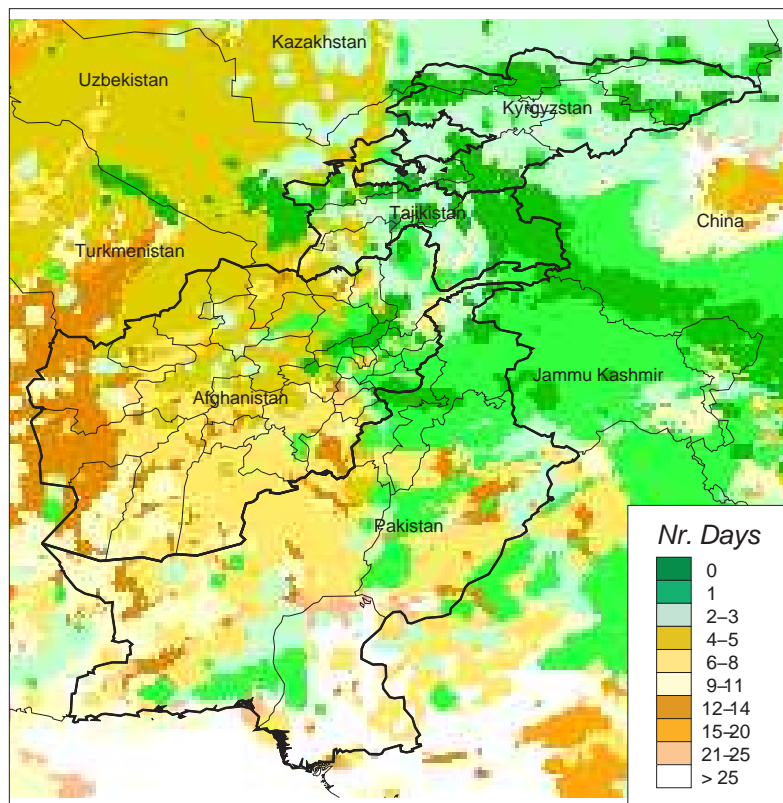 Kazakhstan
Uzbekistan
Kyrgyzstan
Tajikistan
China
Turkmenistan
Jammu Kashmir
Afghanistan
Pakistan
Nr. Days
0
1
2–3
4–5
6–8
9–11
12–14
15–20
21–25
> 25